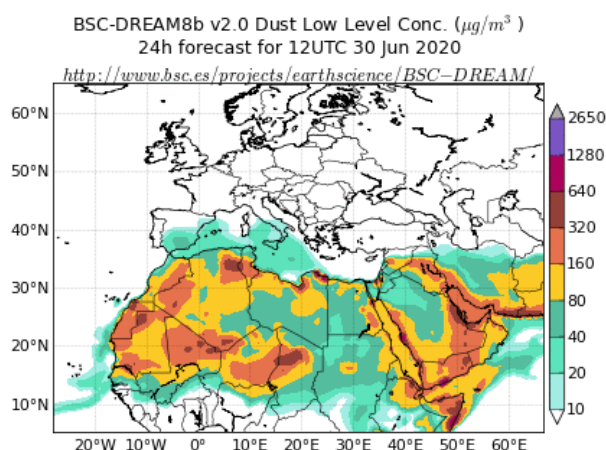 BSC-DREAM8b v2.0 Dust Low Level Conc. (μg/m³ )
24h forecast for 12UTC 30 Jun 2020
http://www.bsc.es/projects/earthscience/BSC−DREAM/
60°N
50°N
40°N
30°N
20°N
10°N
20°W 10°W 0° 10°E 20°E 30°E 40°E 50°E 60°E
2650
1280
640
320
160
80
40
20
10